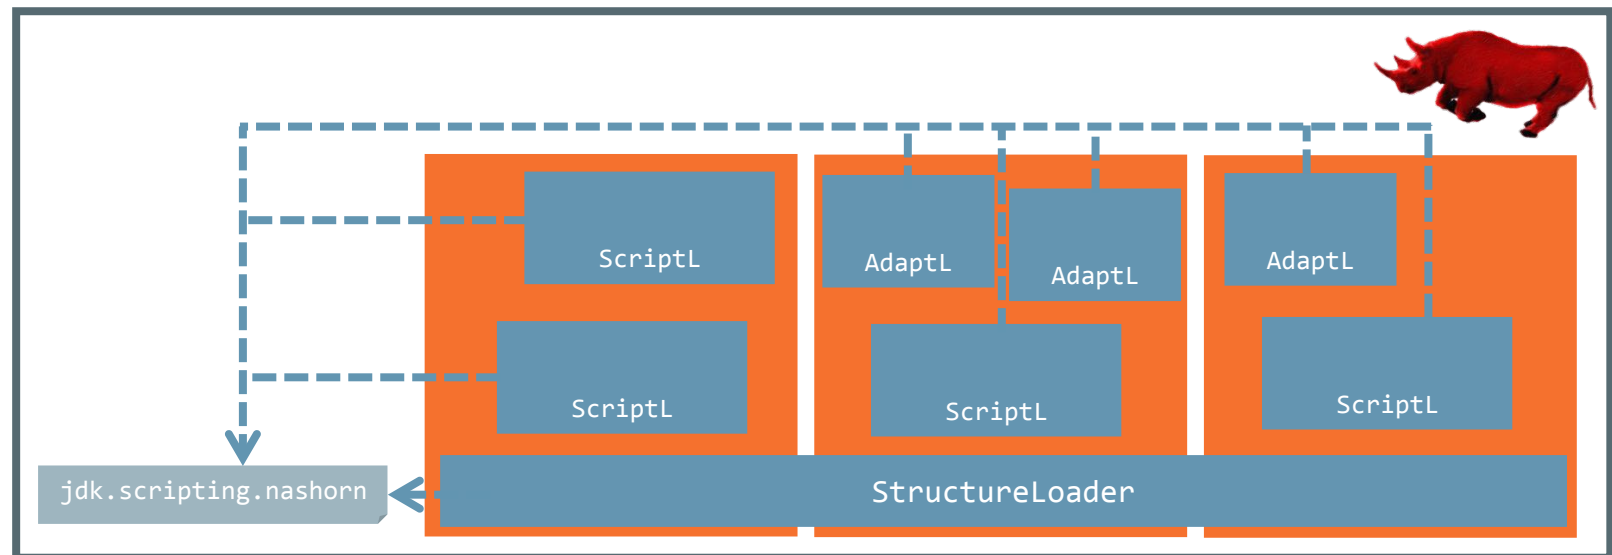 ScriptL
AdaptL
AdaptL
AdaptL
ScriptL
ScriptL
ScriptL
jdk.scripting.nashorn
StructureLoader